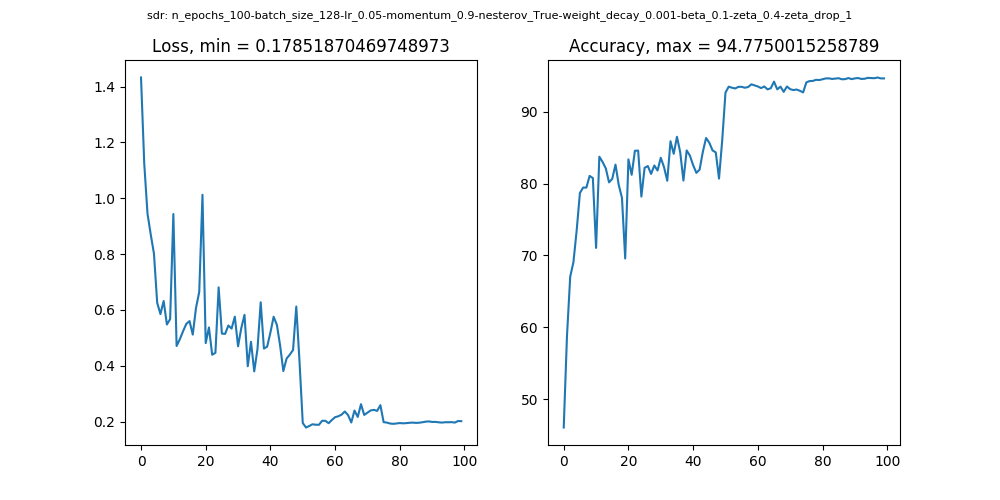 sdr: n_epochs_100-batch_size_128-lr_0.05-momentum_0.9-nesterov_True-weight_decay_0.001-beta_0.1-zeta_0.4-zeta_drop_1
Loss, min = 0.17851870469748973
1.4
1.2
1.0
0.8
0.6
0.4
0.2
0 20 40 60 80 100
Accuracy, max = 94.7750015258789
90
80
70
60
50
0 20 40 60 80 100